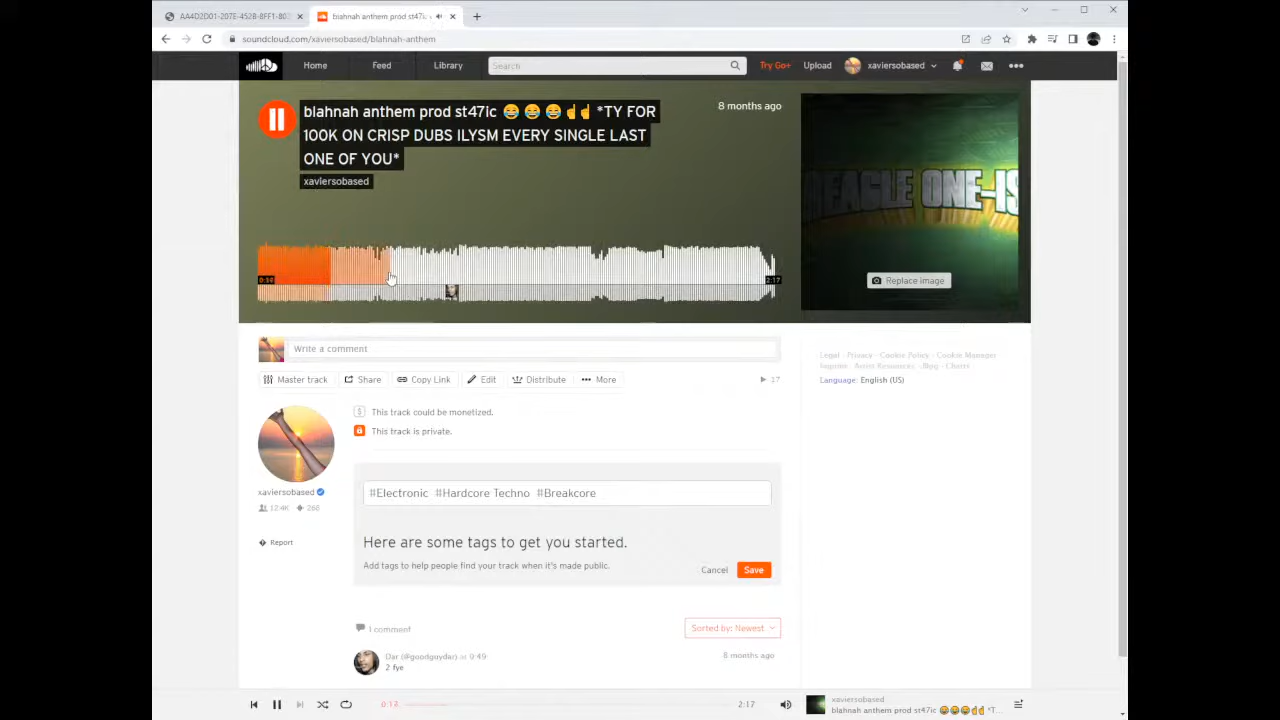 AA4D2D01-207E-452B-8FF1-80
blahnah anthem prod st47ic
soundcloud.com/xaviersobased/blahnah-anthem
Home
Feed
Library
Search
Try Go+
Upload
xaviersobased
blahnah anthem prod st47ic 😂 😂 😂 ☝️☝️ *TY FOR
100K ON CRISP DUBS ILYSM EVERY SINGLE LAST
ONE OF YOU*
xaviersobased
8 months ago
EAGLE ONE-IS
Replace image
2:17
Write a comment
Master track
Share
Copy Link
Edit
Distribute
More
17
Legal - Privacy - Cookie Policy - Cookie Manager
Imprint - Artist Resources - Blog - Charts
Language: English (US)
This track could be monetized.
This track is private.
xaviersobased
12.4K
268
Report
#Electronic #Hardcore Techno #Breakcore
Here are some tags to get you started.
Add tags to help people find your track when it's made public.
Cancel
Save
1 comment
Sorted by: Newest
Dar (@goodguydar) at 0:49
8 months ago
2 fye
2:17
xaviersobased
blahnah anthem prod st47ic 😂😂😂☝️☝️ *T...